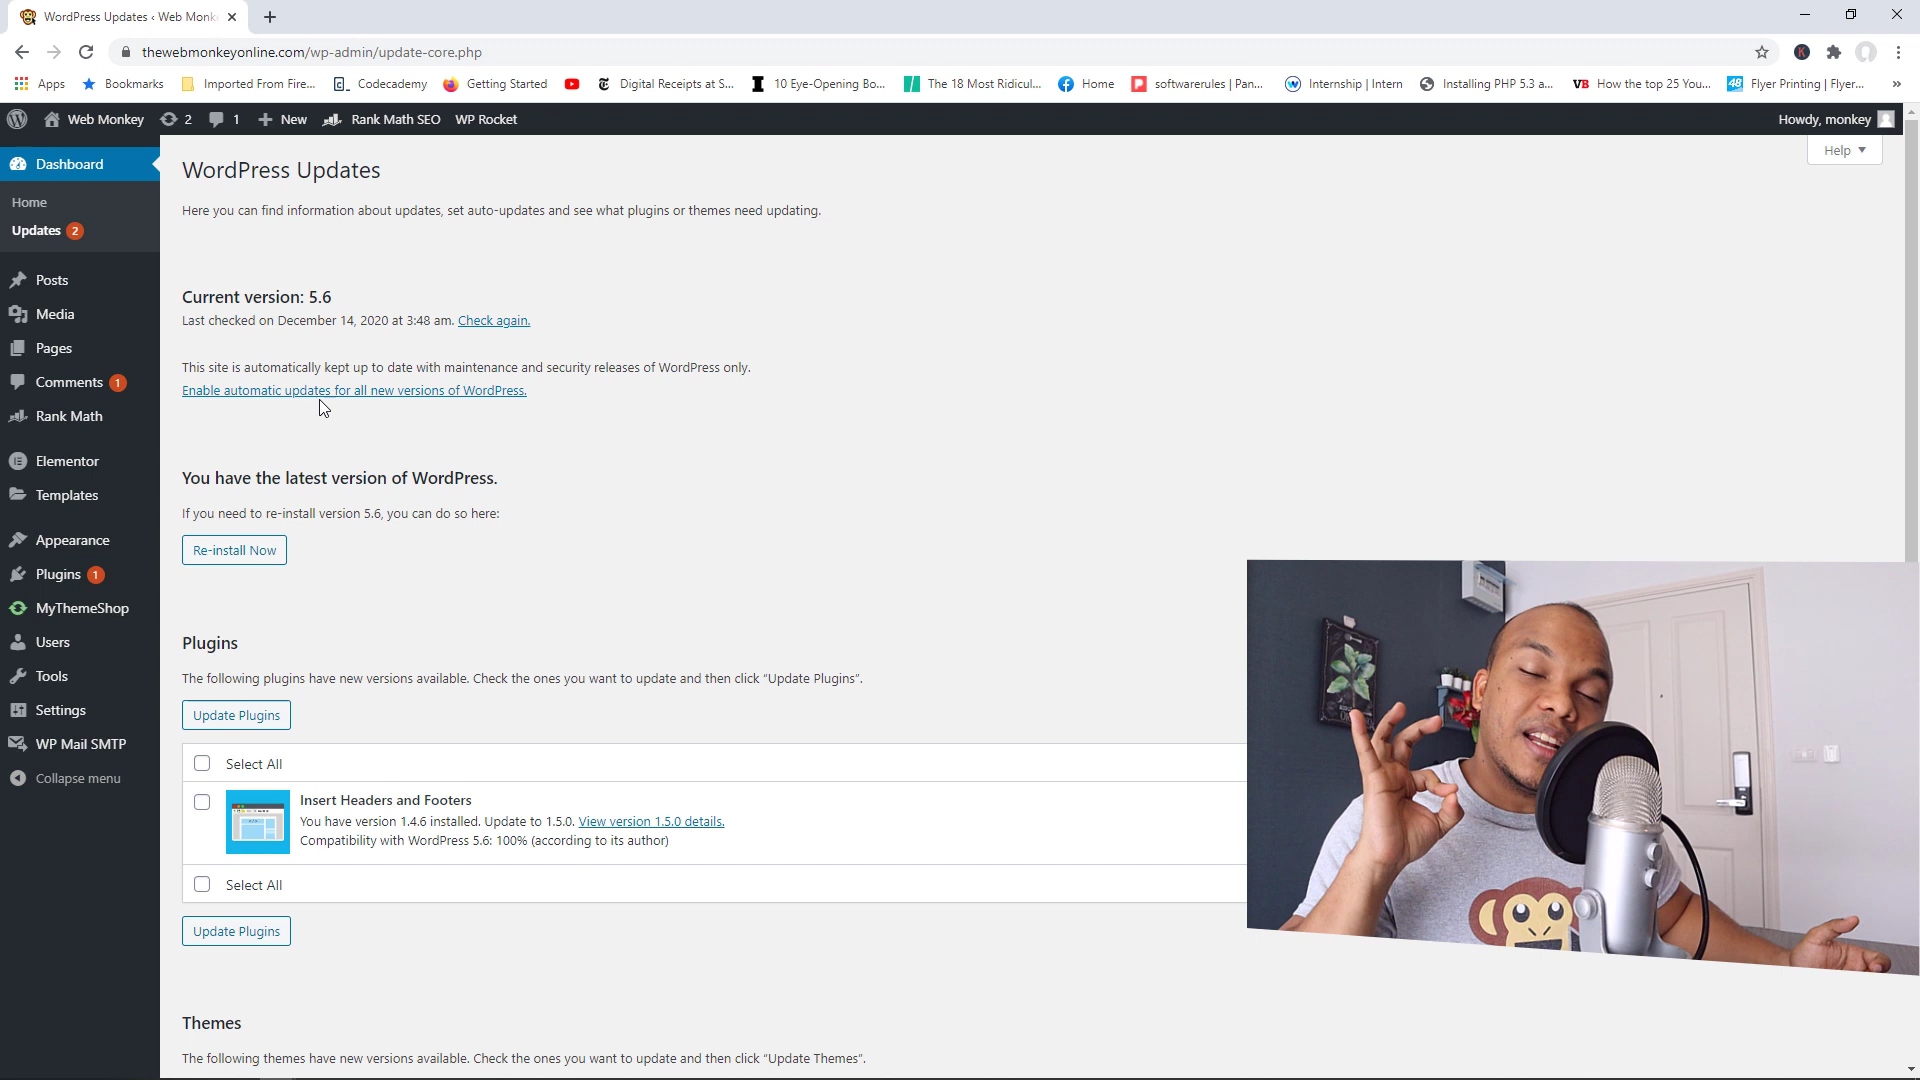 WordPress Updates ‹ Web Monk
thewebmonkeyonline.com/wp-admin/update-core.php
Apps Bookmarks Imported From Fire... Codecademy Getting Started Digital Receipts at S... 10 Eye-Opening Bo... The 18 Most Ridicul... Home softwarerules | Pan... Internship | Intern Installing PHP 5.3 a... VB How the top 25 You... Flyer Printing | Flyer... »
Web Monkey 2 1 New Rank Math SEO WP Rocket Howdy, monkey
Help
Dashboard
Home
Updates 2
Posts
Media
Pages
Comments 1
Rank Math
Elementor
Templates
Appearance
Plugins 1
MyThemeShop
Users
Tools
Settings
WP Mail SMTP
Collapse menu
WordPress Updates
Here you can find information about updates, set auto-updates and see what plugins or themes need updating.
Current version: 5.6
Last checked on December 14, 2020 at 3:48 am. Check again.
This site is automatically kept up to date with maintenance and security releases of WordPress only.
Enable automatic updates for all new versions of WordPress.
You have the latest version of WordPress.
If you need to re-install version 5.6, you can do so here:
Re-install Now
Plugins
The following plugins have new versions available. Check the ones you want to update and then click “Update Plugins”.
Update Plugins
Select All
Insert Headers and Footers
You have version 1.4.6 installed. Update to 1.5.0. View version 1.5.0 details.
Compatibility with WordPress 5.6: 100% (according to its author)
Select All
Update Plugins
Themes
The following themes have new versions available. Check the ones you want to update and then click “Update Themes”.